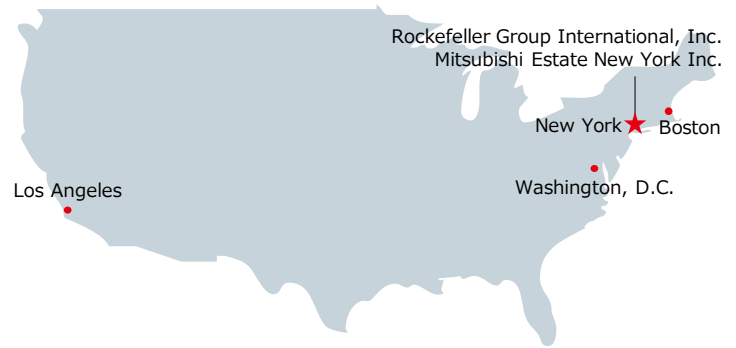 Rockefeller Group International, Inc.
Mitsubishi Estate New York Inc.
New York
Boston
Washington, D.C.
Los Angeles